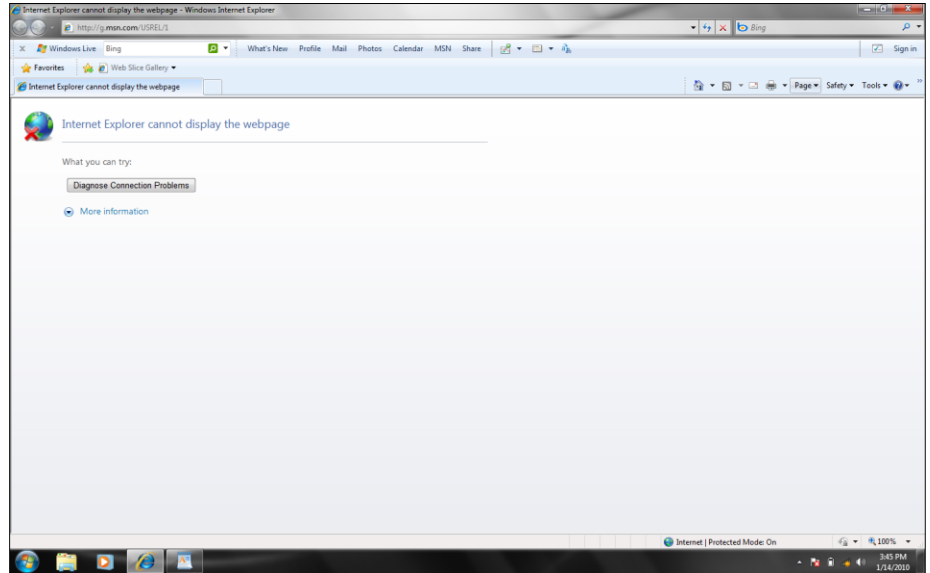 Internet Explorer cannot display the webpage - Windows Internet Explorer
http://g.msn.com/USREL/1
Bing
Windows Live Bing What's New Profile Mail Photos Calendar MSN Share Sign in
Favorites Web Slice Gallery
Internet Explorer cannot display the webpage Page Safety Tools
Internet Explorer cannot display the webpage
What you can try:
Diagnose Connection Problems
More information
Internet | Protected Mode: On 100%
3:45 PM
1/14/2010